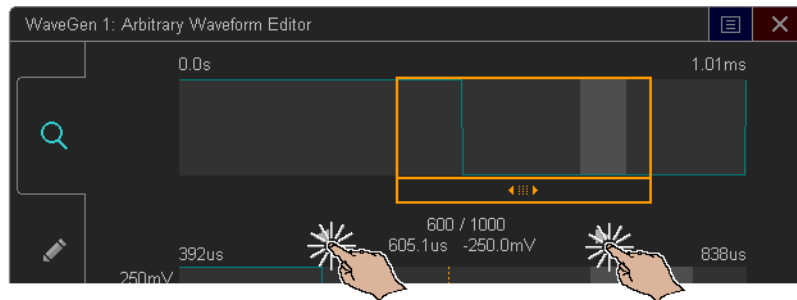 WaveGen 1: Arbitrary Waveform Editor
0.0s 1.01ms
600 / 1000
392us 605.1us -250.0mV 838us
250mV